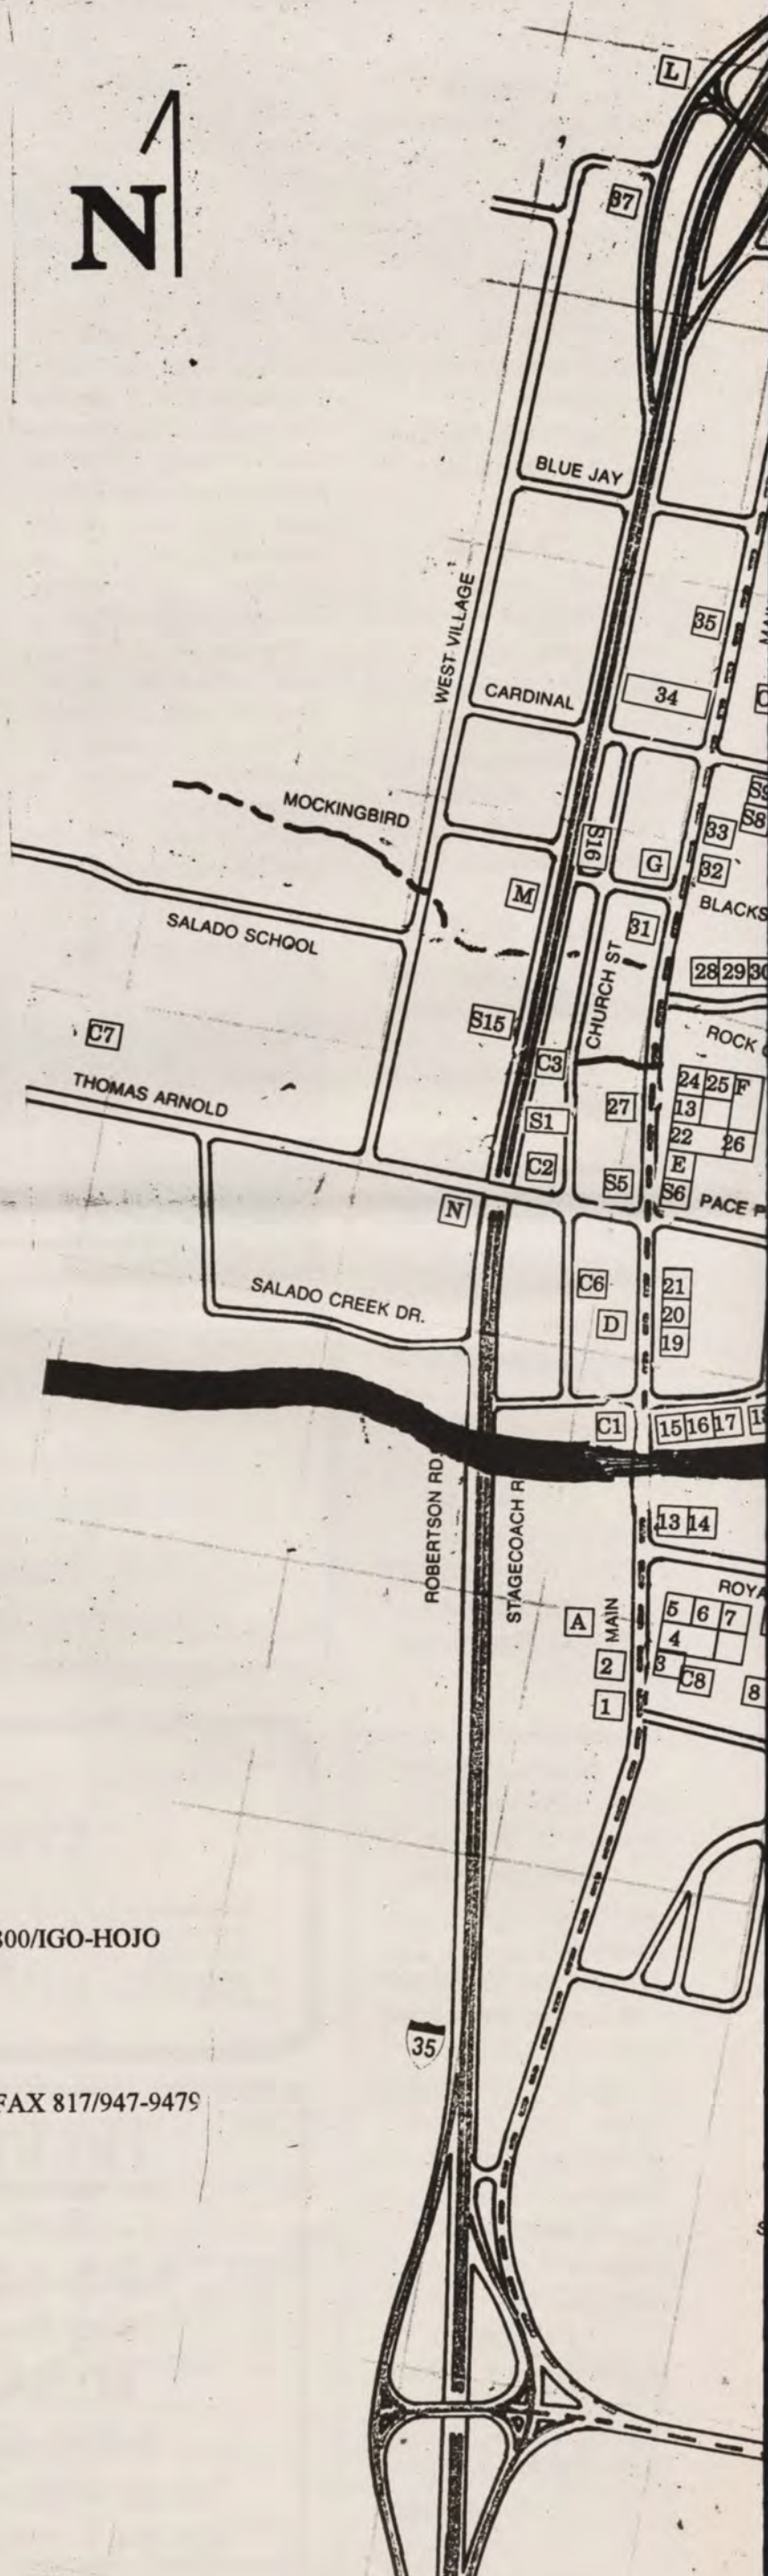 L
N
37
BLUE JAY
WEST VILLAGE
35
34
CARDINAL
MOCKINGBIRD
S9
S8
33
S16
G
32
M
BLACKS
31
SALADO SCHOOL
CHURCH ST
28 29 30
S15
ROCK
C7
C3
24 25 F
THOMAS ARNOLD
27
13
S1
22 26
C2
E
S5
S6
PACE P
N
C6
21
SALADO CREEK DR.
D
20
19
C1
15 16 17
ROBERTSON RD.
STAGECOACH R
13 14
ROYA
5 6 7
A
MAIN
4
2
3
C8
8
1
300/IGO-HOJO
35
FAX 817/947-9479